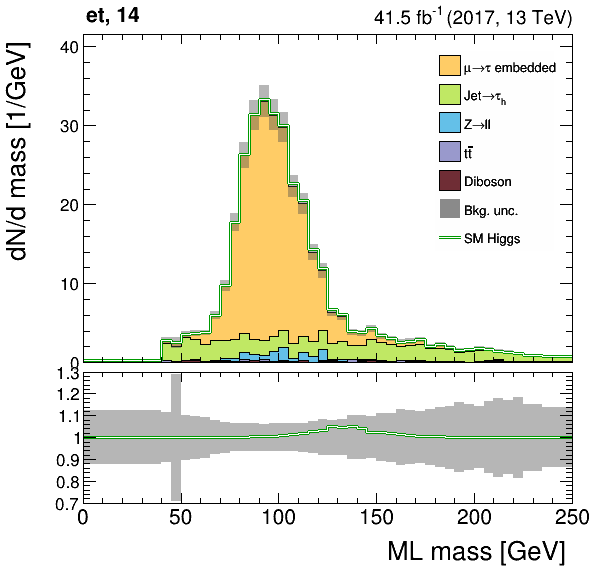 et, 14
41.5 fb⁻¹ (2017, 13 TeV)
dN/d mass [1/GeV]
40
30
20
10
0
μ→τ embedded
Jet→τₕ
Z→ll
tt̅
Diboson
Bkg. unc.
SM Higgs
1.3
1.2
1.1
1
0.9
0.8
0.7
0 50 100 150 200 250
ML mass [GeV]